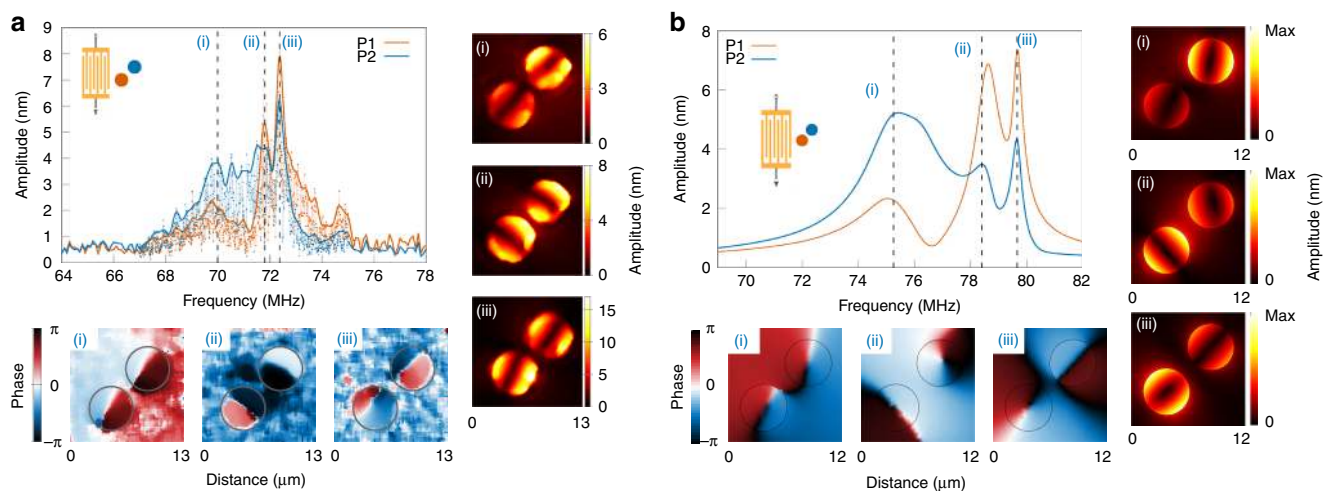 a
9
8
7
6
5
4
3
2
1
0
Amplitude (nm)
(i)
(ii)
(iii)
P1
P2
64
66
68
70
72
74
76
78
Frequency (MHz)
(i)
6
4
2
0
(ii)
8
4
0
Amplitude (nm)
(iii)
15
10
5
0
0
13
Phase
π
0
−π
(i)
(ii)
(iii)
0
13
0
13
0
13
Distance (μm)
b
8
6
4
2
0
Amplitude (nm)
(i)
(ii)
(iii)
P1
P2
70
72
74
76
78
80
82
Frequency (MHz)
(i)
Max
0
0
12
(ii)
Max
0
0
12
Amplitude (nm)
(iii)
Max
0
0
12
Phase
π
0
−π
(i)
(ii)
(iii)
0
12
0
12
0
12
Distance (μm)